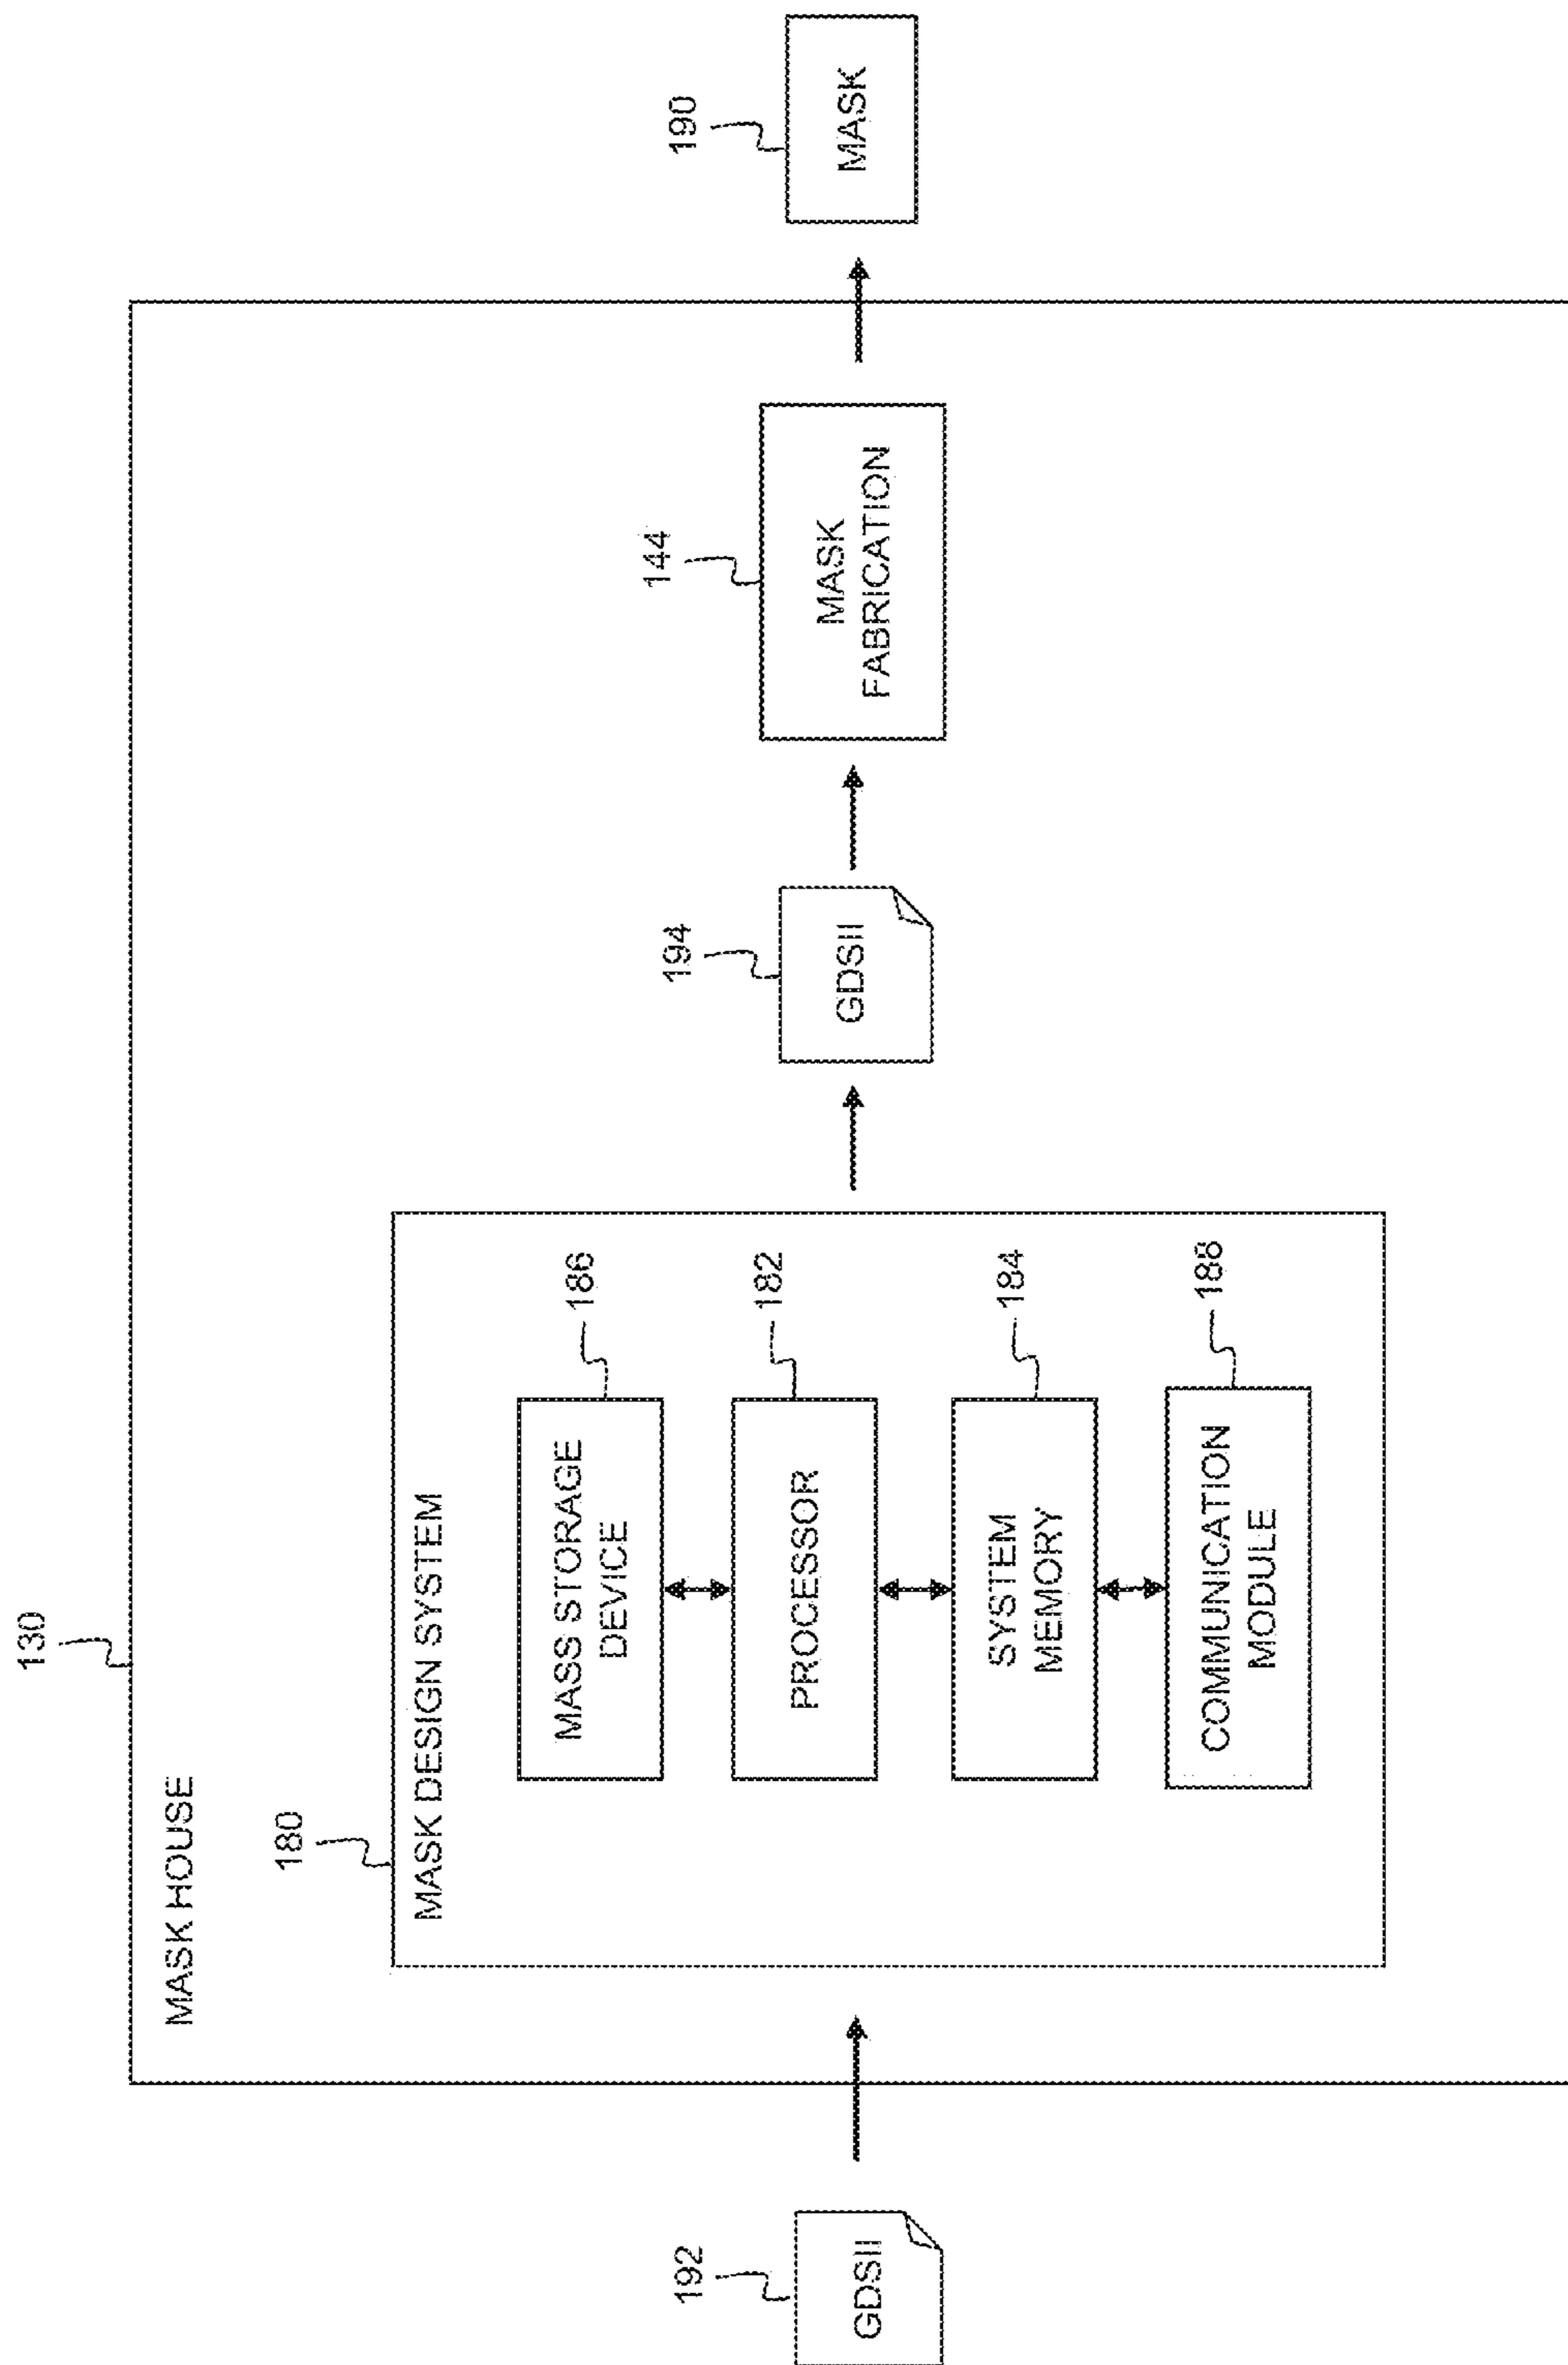 130
MASK HOUSE
180
MASK DESIGN SYSTEM
MASS STORAGE
DEVICE
186
PROCESSOR
182
SYSTEM
MEMORY
184
COMMUNICATION
MODULE
188
192
GDSII
194
GDSII
144
MASK
FABRICATION
190
MASK